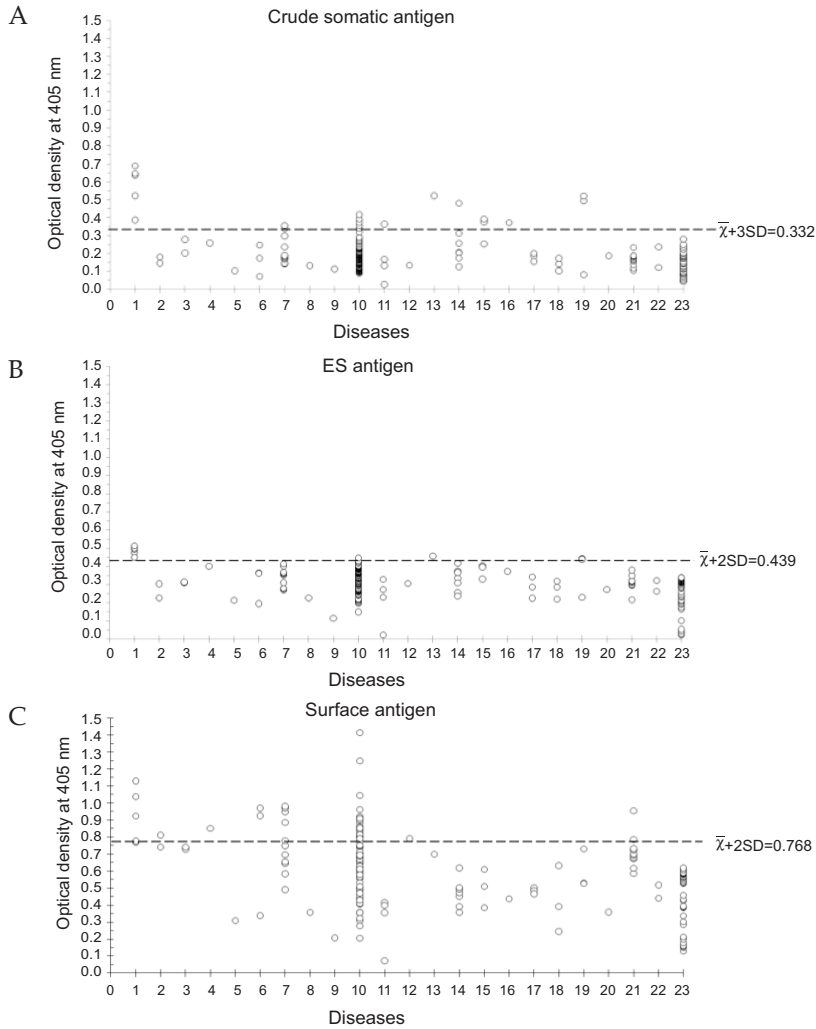 A
Crude somatic antigen
Optical density at 405 nm
1.5
1.4
1.3
1.2
1.1
1.0
0.9
0.8
0.7
0.6
0.5
0.4
0.3
0.2
0.1
0.0
χ̅+3SD=0.332
0 1 2 3 4 5 6 7 8 9 10 11 12 13 14 15 16 17 18 19 20 21 22 23
Diseases
B
ES antigen
Optical density at 405 nm
1.5
1.4
1.3
1.2
1.1
1.0
0.9
0.8
0.7
0.6
0.5
0.4
0.3
0.2
0.1
0.0
χ̅+2SD=0.439
0 1 2 3 4 5 6 7 8 9 10 11 12 13 14 15 16 17 18 19 20 21 22 23
Diseases
C
Surface antigen
Optical density at 405 nm
1.5
1.4
1.3
1.2
1.1
1.0
0.9
0.8
0.7
0.6
0.5
0.4
0.3
0.2
0.1
0.0
χ̅+2SD=0.768
0 1 2 3 4 5 6 7 8 9 10 11 12 13 14 15 16 17 18 19 20 21 22 23
Diseases